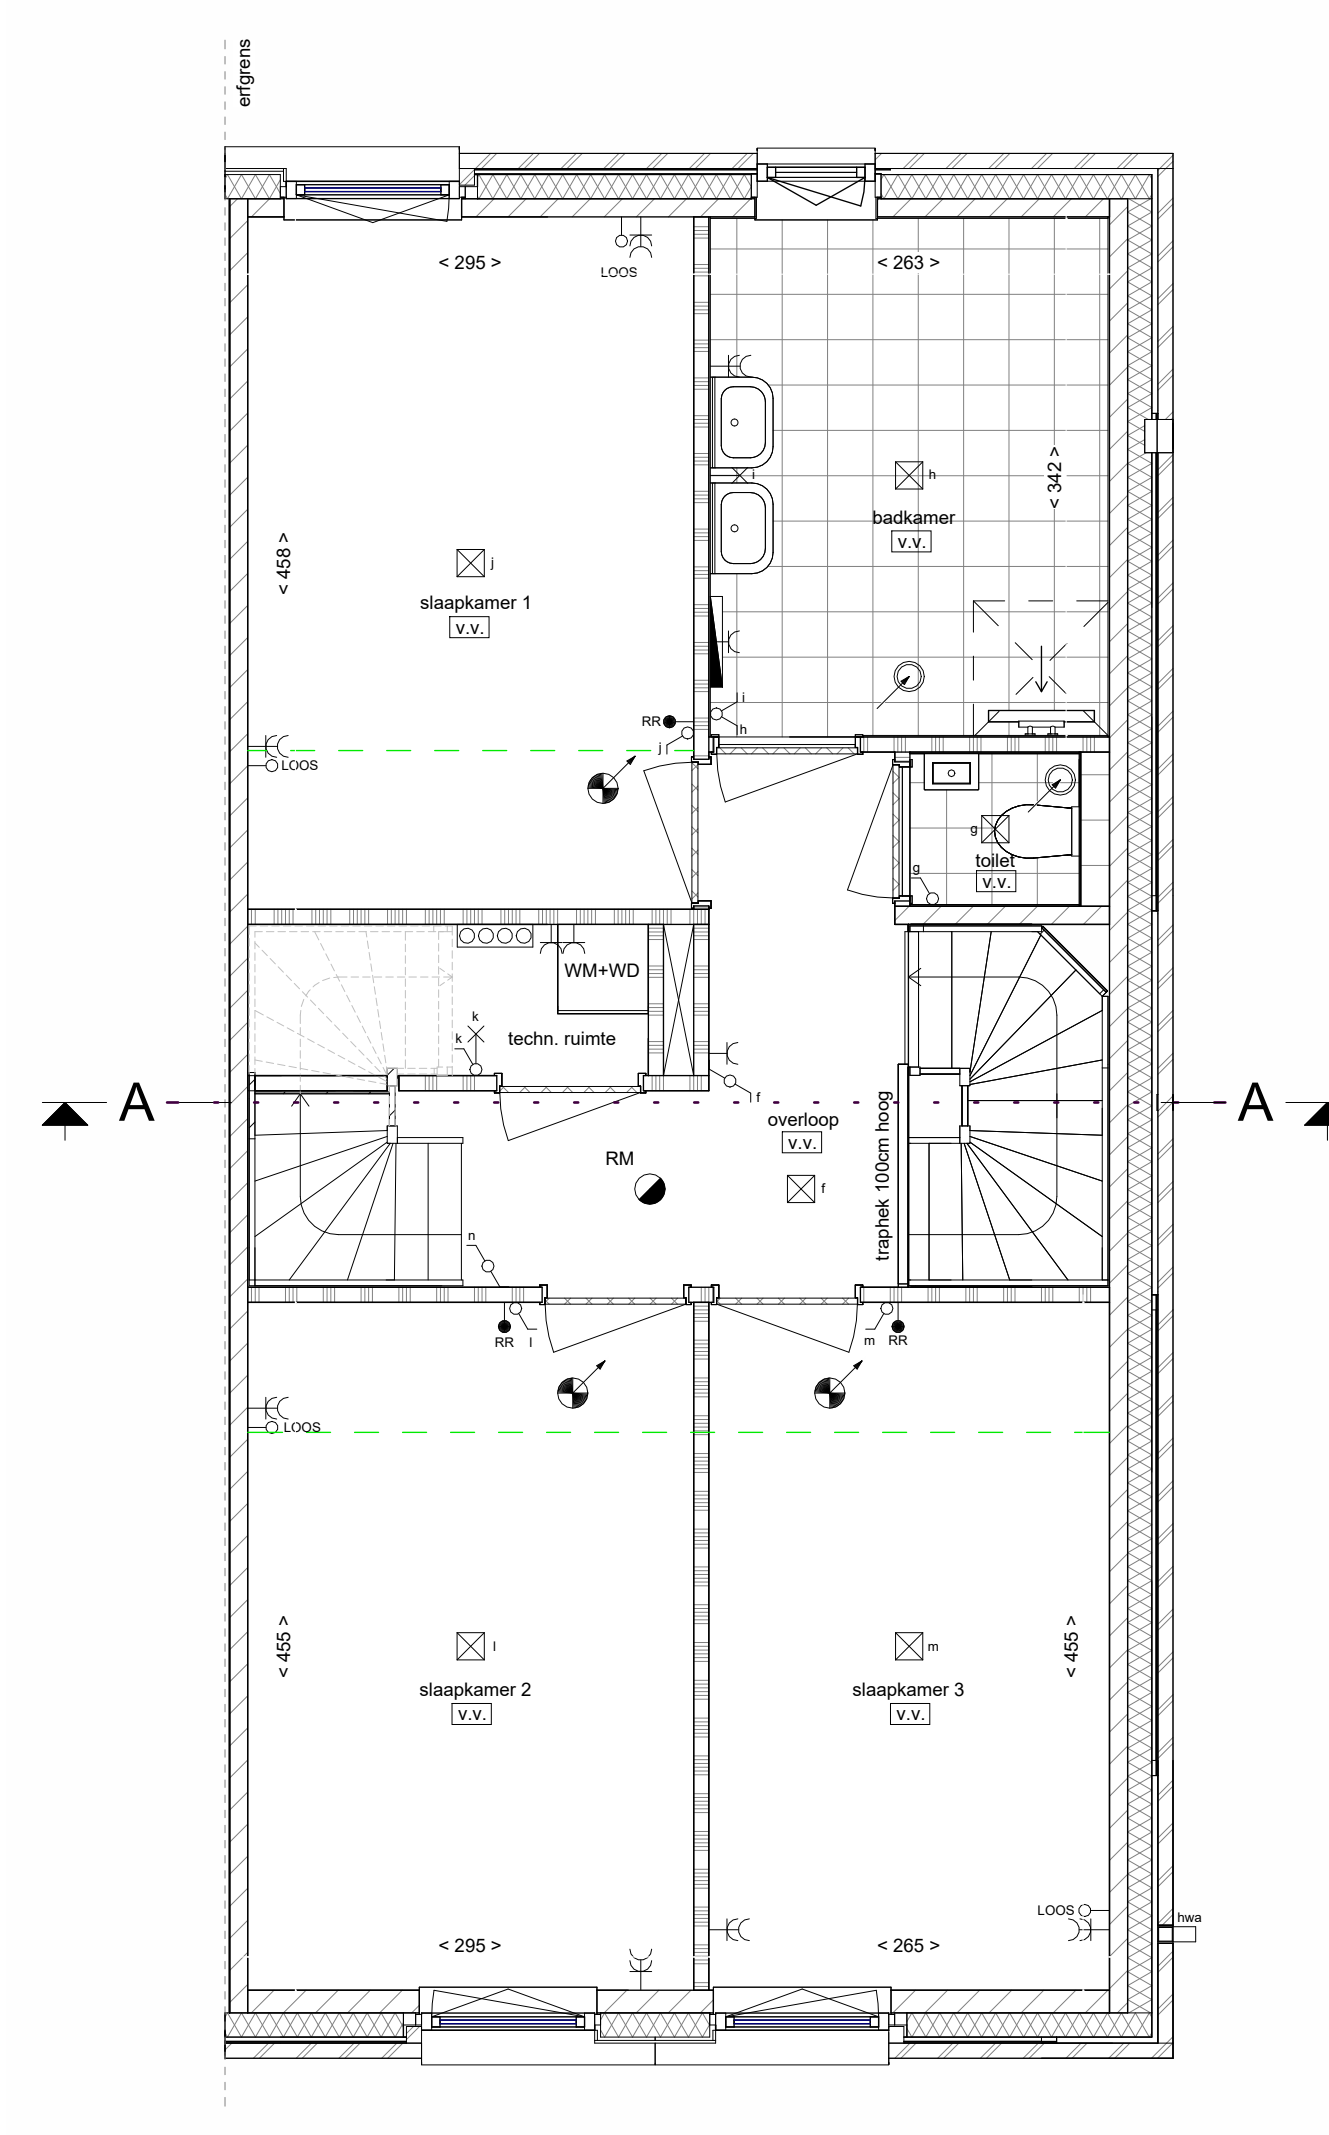 erfgrens
< 295 >
< 263 >
LOOS
i
h
< 342 >
badkamer
v.v.
< 458 >
j
slaapkamer 1
v.v.
i
RR
h
j
LOOS
g
toilet
g
v.v.
WM+WD
k
k
techn. ruimte
f
A
A
overloop
v.v.
traphek 100cm hoog
RM
f
n
RR
l
m
RR
LOOS
< 455 >
l
m
< 455 >
slaapkamer 2
v.v.
slaapkamer 3
v.v.
LOOS
hwa
< 295 >
< 265 >